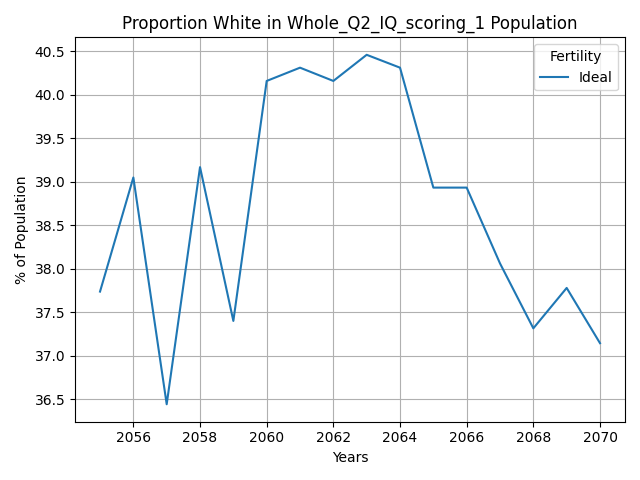 Proportion White in Whole_Q2_IQ_scoring_1 Population
Fertility
Ideal
% of Population
40.5
40.0
39.5
39.0
38.5
38.0
37.5
37.0
36.5
2056 2058 2060 2062 2064 2066 2068 2070
Years